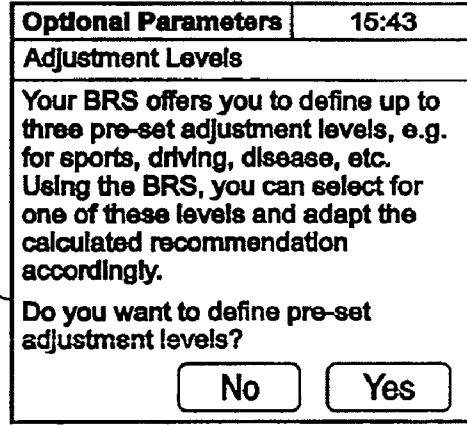 Optional Parameters 15:43
Adjustment Levels
Your BRS offers you to define up to
three pre-set adjustment levels, e.g.
for sports, driving, disease, etc.
Using the BRS, you can select for
one of these levels and adapt the
calculated recommendation
accordingly.
Do you want to define pre-set
adjustment levels?
No Yes